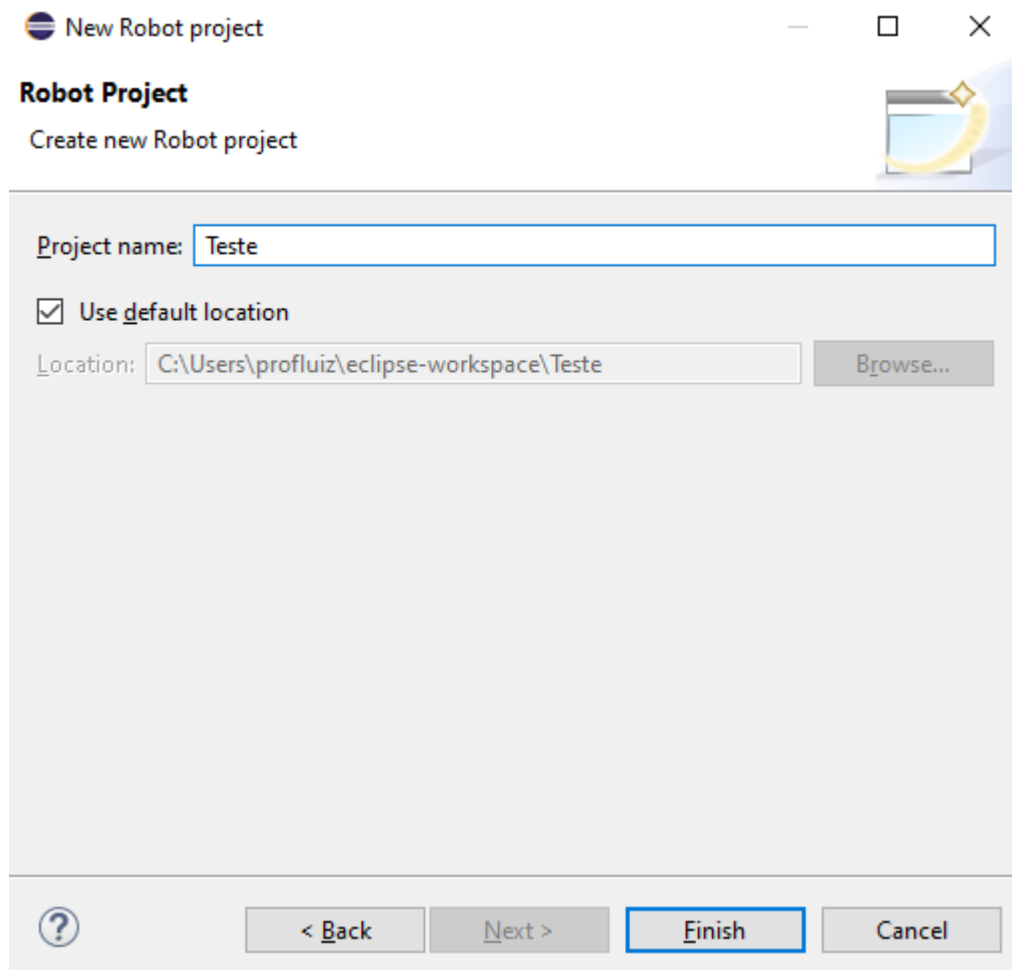 New Robot project
Robot Project
Create new Robot project
Project name: Teste
Use default location
Location: C:\Users\profluiz\eclipse-workspace\Teste Browse...
? < Back Next > Finish Cancel